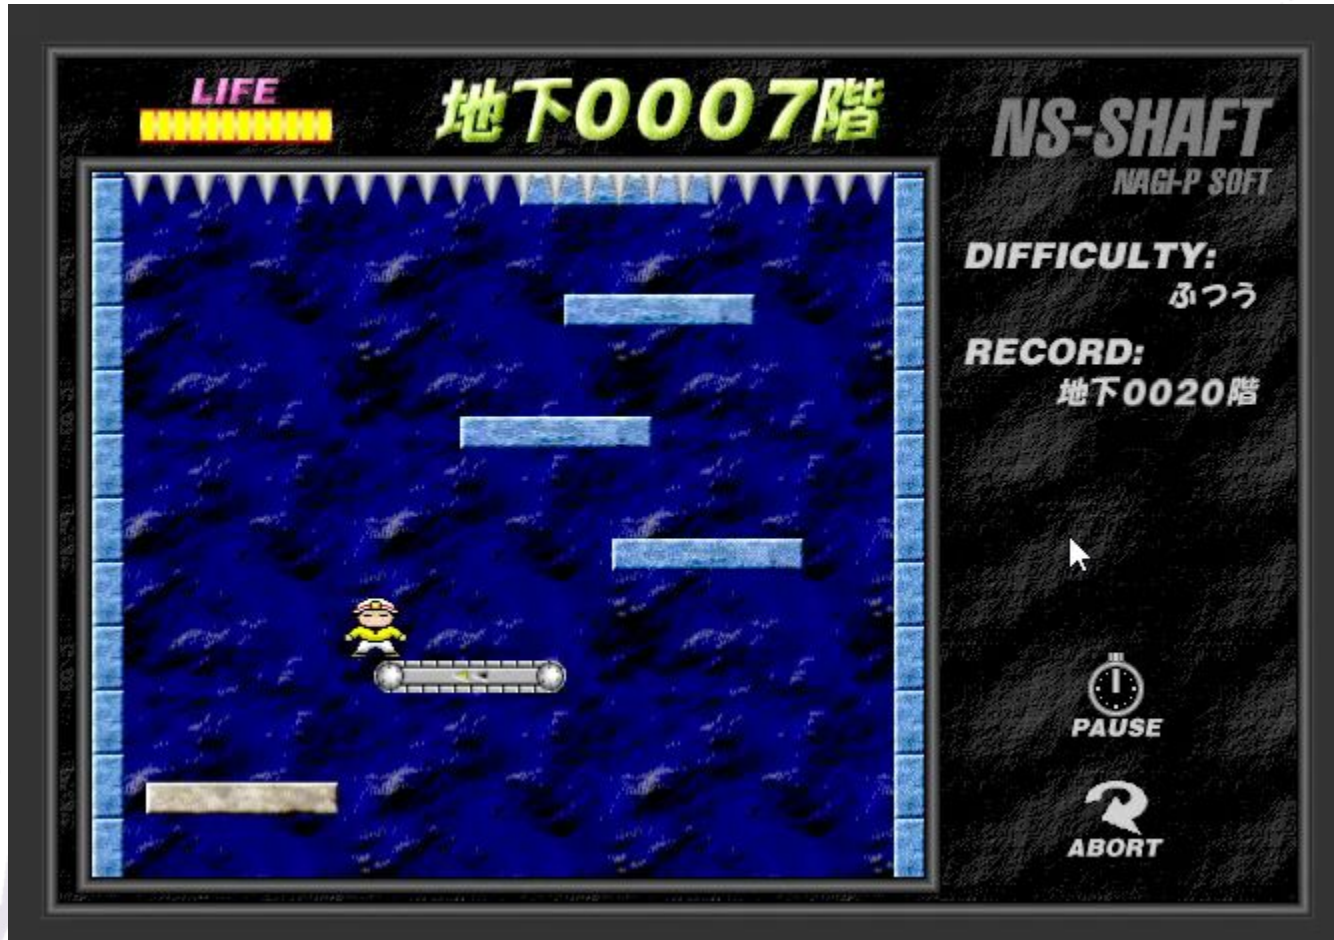 LIFE
地下0007階
NS-SHAFT
NAGI-P SOFT
DIFFICULTY:
ふつう
RECORD:
地下0020階
PAUSE
ABORT